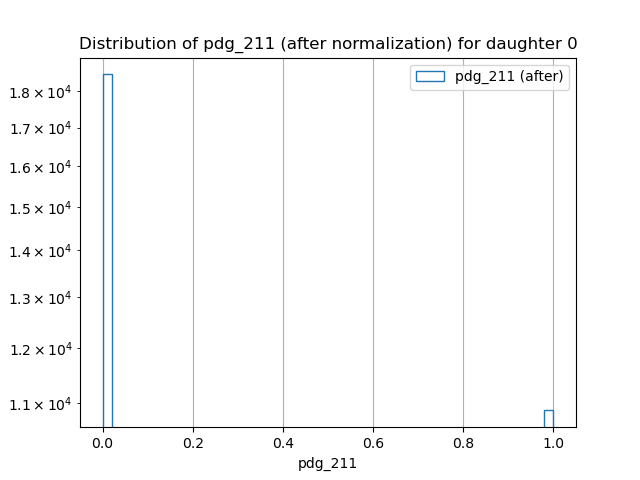 Distribution of pdg_211 (after normalization) for daughter 0
pdg_211 (after)
1.8 × 10⁴
1.7 × 10⁴
1.6 × 10⁴
1.5 × 10⁴
1.4 × 10⁴
1.3 × 10⁴
1.2 × 10⁴
1.1 × 10⁴
0.0 0.2 0.4 0.6 0.8 1.0
pdg_211